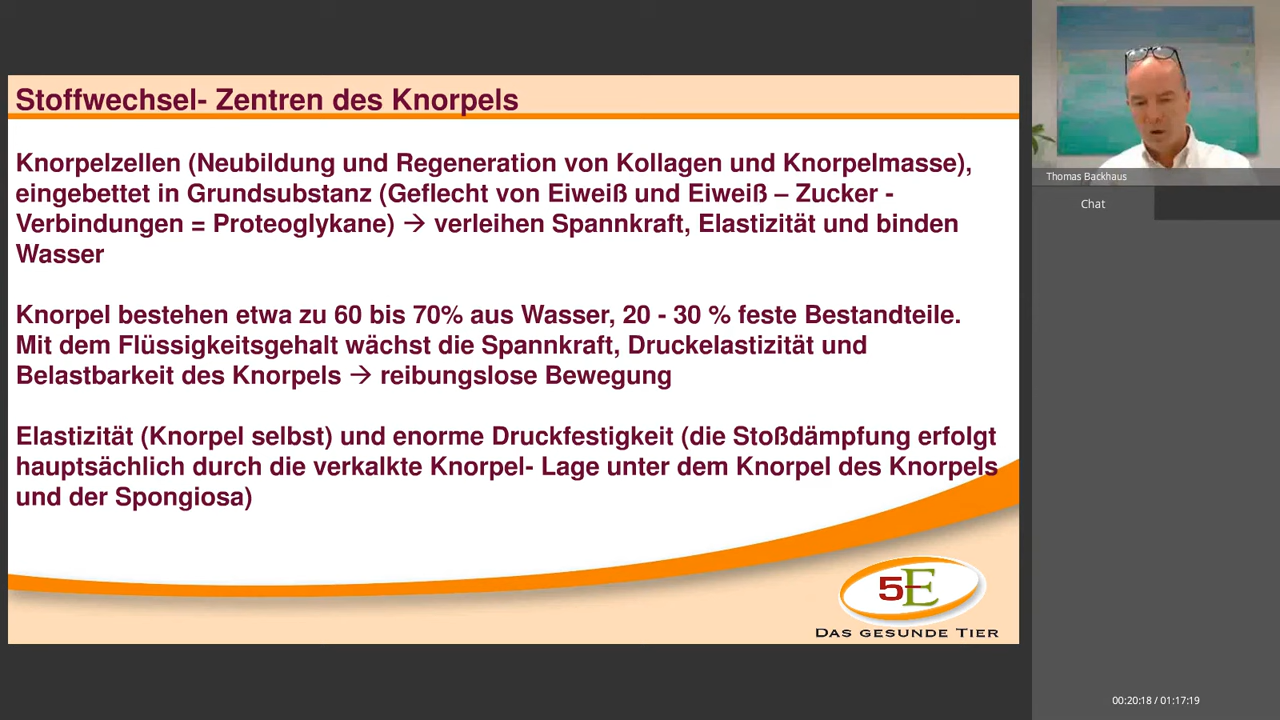 Stoffwechsel- Zentren des Knorpels
Knorpelzellen (Neubildung und Regeneration von Kollagen und Knorpelmasse),
eingebettet in Grundsubstanz (Geflecht von Eiweiß und Eiweiß – Zucker -
Verbindungen = Proteoglykane) → verleihen Spannkraft, Elastizität und binden
Wasser
Knorpel bestehen etwa zu 60 bis 70% aus Wasser, 20 - 30 % feste Bestandteile.
Mit dem Flüssigkeitsgehalt wächst die Spannkraft, Druckelastizität und
Belastbarkeit des Knorpels → reibungslose Bewegung
Elastizität (Knorpel selbst) und enorme Druckfestigkeit (die Stoßdämpfung erfolgt
hauptsächlich durch die verkalkte Knorpel- Lage unter dem Knorpel des Knorpels
und der Spongiosa)
5E
Das gesunde Tier
Thomas Backhaus
Chat
00:20:18 / 01:17:19